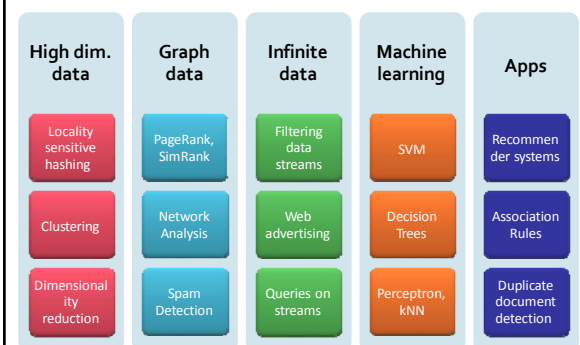 High dim.
data
Locality
sensitive
hashing
Clustering
Dimensional
ity
reduction
Graph
data
PageRank,
SimRank
Network
Analysis
Spam
Detection
Infinite
data
Filtering
data
streams
Web
advertising
Queries on
streams
Machine
learning
SVM
Decision
Trees
Perceptron,
kNN
Apps
Recommen
der systems
Association
Rules
Duplicate
document
detection